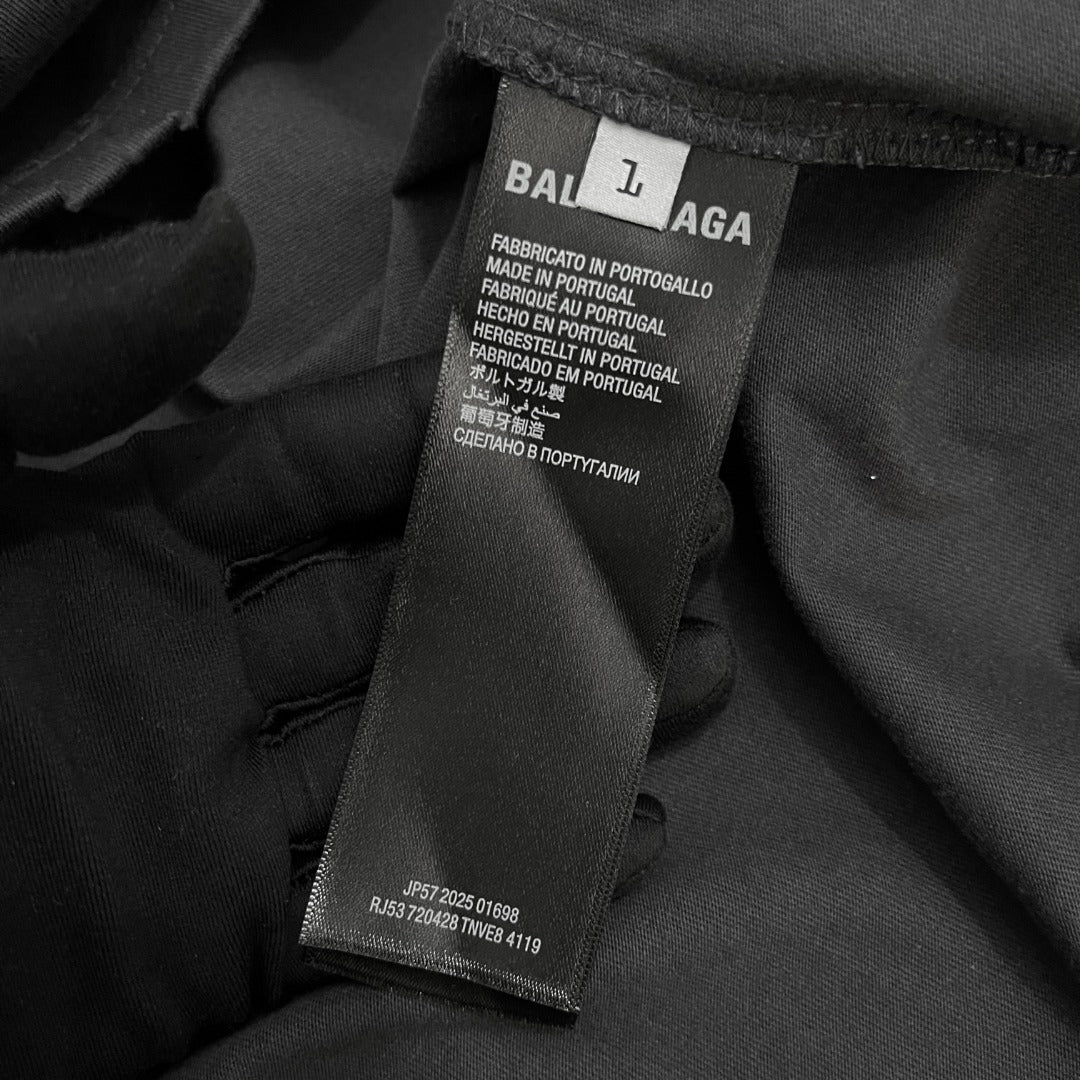 BAL AGA
1
FABBRICATO IN PORTOGALLO
MADE IN PORTUGAL
FABRIQUÉ AU PORTUGAL
HECHO EN PORTUGAL
HERGESTELLT IN PORTUGAL
FABRICADO EM PORTUGAL
ポルトガル製
صنع في البرتغال
葡萄牙制造
СДЕЛАНО В ПОРТУГАЛИИ
JP57 2025 01698
RJ53 720428 TNVE8 4119